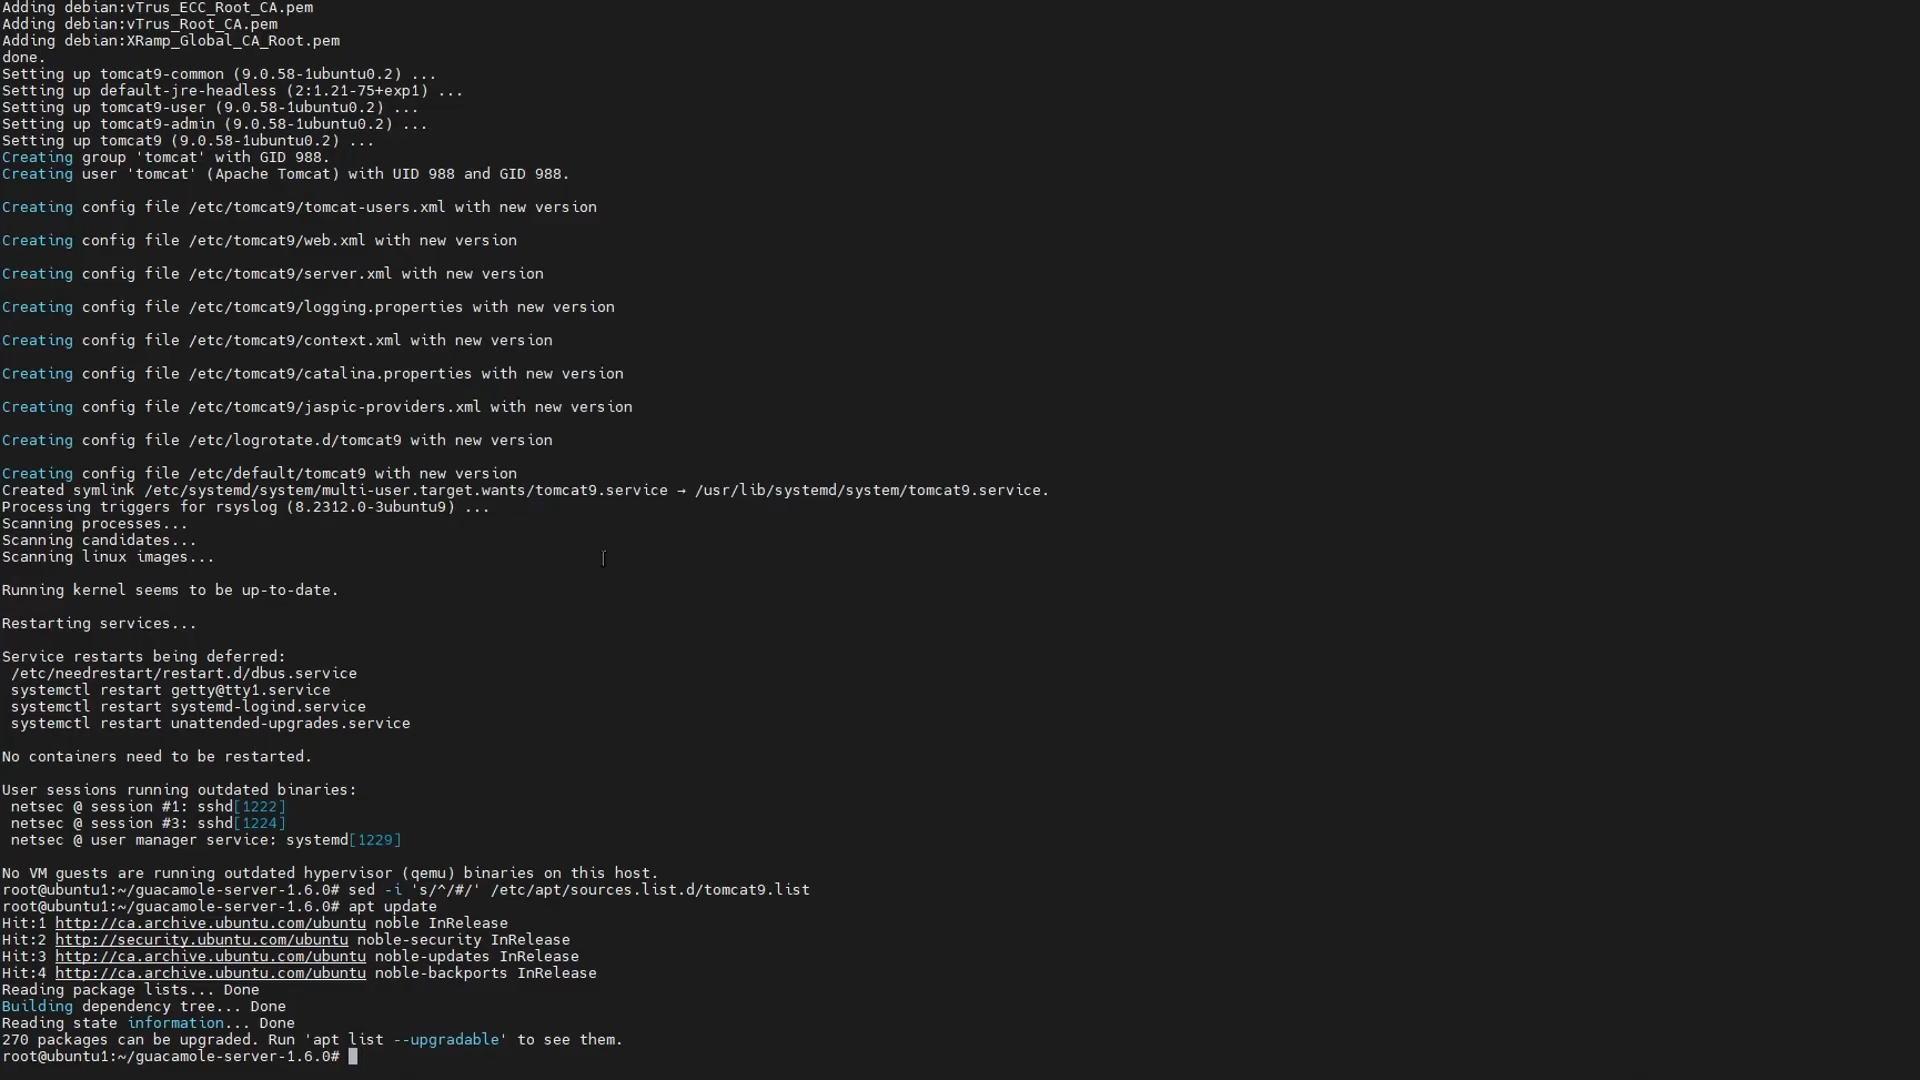 Adding debian:vTrus_ECC_Root_CA.pem
Adding debian:vTrus_Root_CA.pem
Adding debian:XRamp_Global_CA_Root.pem
done.
Setting up tomcat9-common (9.0.58-1ubuntu0.2) ...
Setting up default-jre-headless (2:1.21-75+exp1) ...
Setting up tomcat9-user (9.0.58-1ubuntu0.2) ...
Setting up tomcat9-admin (9.0.58-1ubuntu0.2) ...
Setting up tomcat9 (9.0.58-1ubuntu0.2) ...
Creating group 'tomcat' with GID 988.
Creating user 'tomcat' (Apache Tomcat) with UID 988 and GID 988.
Creating config file /etc/tomcat9/tomcat-users.xml with new version
Creating config file /etc/tomcat9/web.xml with new version
Creating config file /etc/tomcat9/server.xml with new version
Creating config file /etc/tomcat9/logging.properties with new version
Creating config file /etc/tomcat9/context.xml with new version
Creating config file /etc/tomcat9/catalina.properties with new version
Creating config file /etc/tomcat9/jaspic-providers.xml with new version
Creating config file /etc/logrotate.d/tomcat9 with new version
Creating config file /etc/default/tomcat9 with new version
Created symlink /etc/systemd/system/multi-user.target.wants/tomcat9.service → /usr/lib/systemd/system/tomcat9.service.
Processing triggers for rsyslog (8.2312.0-3ubuntu9) ...
Scanning processes...
Scanning candidates...
Scanning linux images...
Running kernel seems to be up-to-date.
Restarting services...
Service restarts being deferred:
/etc/needrestart/restart.d/dbus.service
systemctl restart getty@tty1.service
systemctl restart systemd-logind.service
systemctl restart unattended-upgrades.service
No containers need to be restarted.
User sessions running outdated binaries:
netsec @ session #1: sshd[1222]
netsec @ session #3: sshd[1224]
netsec @ user manager service: systemd[1229]
No VM guests are running outdated hypervisor (qemu) binaries on this host.
root@ubuntu1:~/guacamole-server-1.6.0# sed -i 's/^/#/' /etc/apt/sources.list.d/tomcat9.list
root@ubuntu1:~/guacamole-server-1.6.0# apt update
Hit:1 http://ca.archive.ubuntu.com/ubuntu noble InRelease
Hit:2 http://security.ubuntu.com/ubuntu noble-security InRelease
Hit:3 http://ca.archive.ubuntu.com/ubuntu noble-updates InRelease
Hit:4 http://ca.archive.ubuntu.com/ubuntu noble-backports InRelease
Reading package lists... Done
Building dependency tree... Done
Reading state information... Done
270 packages can be upgraded. Run 'apt list --upgradable' to see them.
root@ubuntu1:~/guacamole-server-1.6.0#